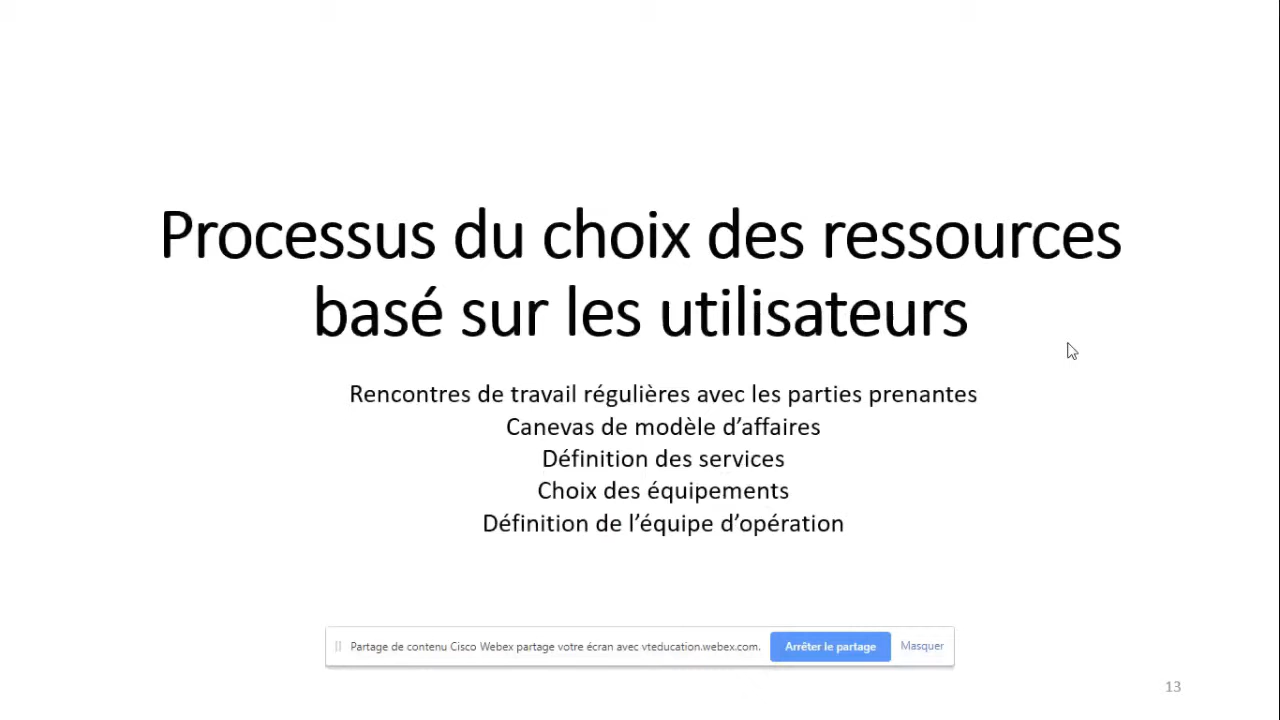 Processus du choix des ressources
basé sur les utilisateurs
Rencontres de travail régulières avec les parties prenantes
Canevas de modèle d’affaires
Définition des services
Choix des équipements
Définition de l’équipe d’opération
Partage de contenu Cisco Webex partage votre écran avec vteducation.webex.com. Arrêter le partage Masquer
13